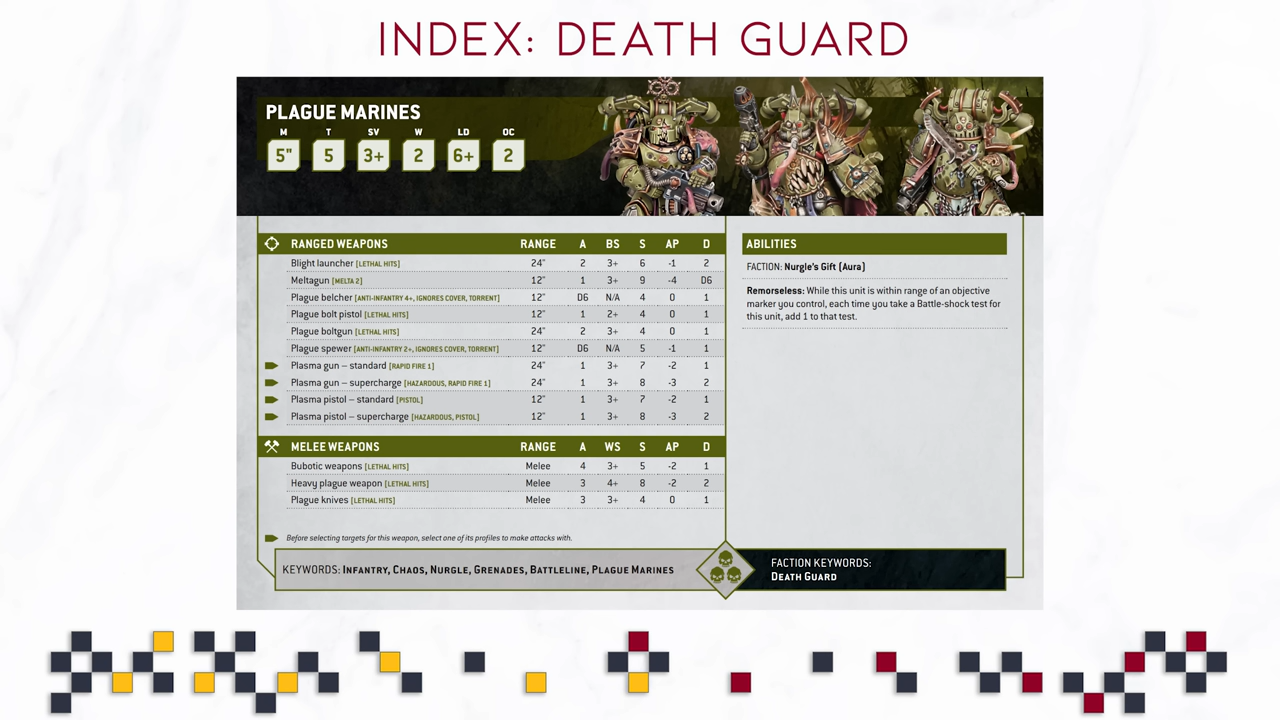 INDEX: DEATH GUARD
PLAGUE MARINES
M T SV W LD OC
5" 5 3+ 2 6+ 2
RANGED WEAPONS RANGE A BS S AP D
Blight launcher [LETHAL HITS] 24" 2 3+ 6 -1 2
Meltagun [MELTA 2] 12" 1 3+ 9 -4 D6
Plague belcher [ANTI-INFANTRY 4+, IGNORES COVER, TORRENT] 12" D6 N/A 4 0 1
Plague bolt pistol [LETHAL HITS] 12" 1 2+ 4 0 1
Plague boltgun [LETHAL HITS] 24" 2 3+ 4 0 1
Plague spewer [ANTI-INFANTRY 2+, IGNORES COVER, TORRENT] 12" D6 N/A 5 -1 1
Plasma gun – standard [RAPID FIRE 1] 24" 1 3+ 7 -2 1
Plasma gun – supercharge [HAZARDOUS, RAPID FIRE 1] 24" 1 3+ 8 -3 2
Plasma pistol – standard [PISTOL] 12" 1 3+ 7 -2 1
Plasma pistol – supercharge [HAZARDOUS, PISTOL] 12" 1 3+ 8 -3 2
MELEE WEAPONS RANGE A WS S AP D
Bubotic weapons [LETHAL HITS] Melee 4 3+ 5 -2 1
Heavy plague weapon [LETHAL HITS] Melee 3 4+ 8 -2 2
Plague knives [LETHAL HITS] Melee 3 3+ 4 0 1
Before selecting targets for this weapon, select one of its profiles to make attacks with.
ABILITIES
FACTION: Nurgle's Gift (Aura)
Remorseless: While this unit is within range of an objective
marker you control, each time you take a Battle-shock test for
this unit, add 1 to that test.
KEYWORDS: INFANTRY, CHAOS, NURGLE, GRENADES, BATTLELINE, PLAGUE MARINES
FACTION KEYWORDS:
DEATH GUARD